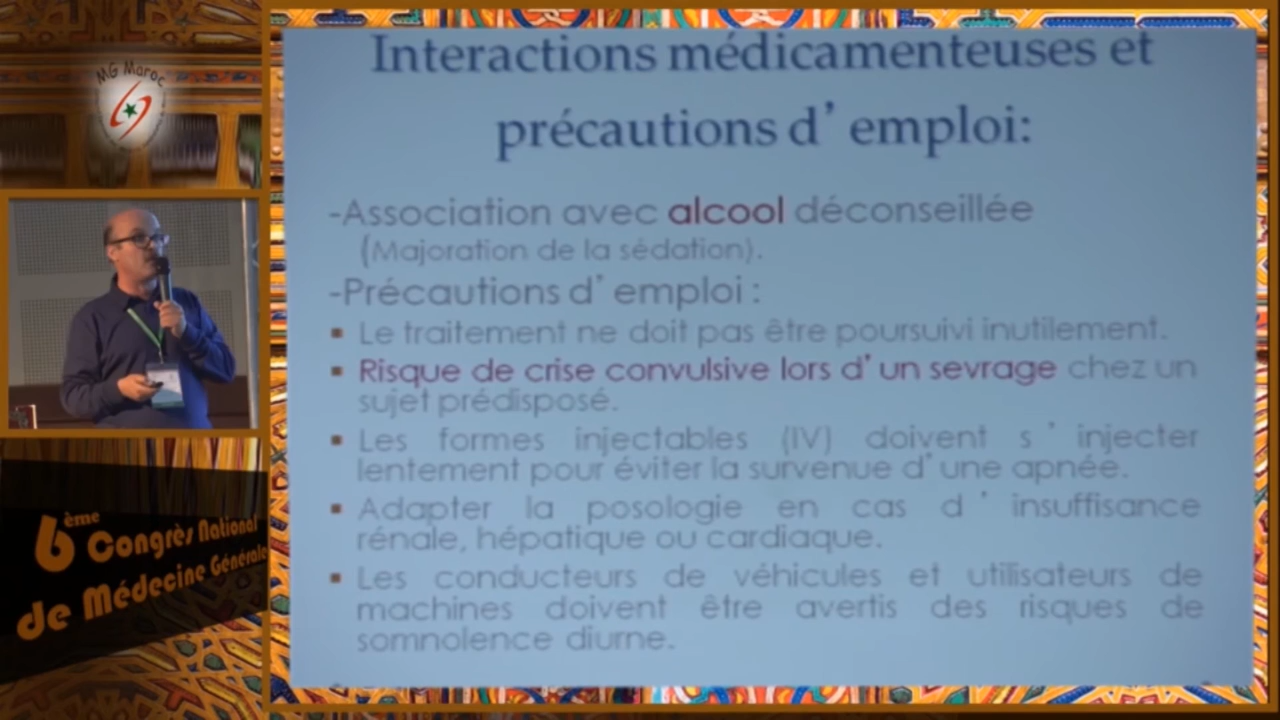 MG Maroc
Interactions médicamenteuses et
précautions d’ emploi:
-Association avec alcool déconseillée
(Majoration de la sédation).
-Précautions d’ emploi :
▪ Le traitement ne doit pas être poursuivi inutilement.
▪ Risque de crise convulsive lors d’ un sevrage chez un
sujet prédisposé.
▪ Les formes injectables (IV) doivent s ’ injecter
lentement pour éviter la survenue d’ une apnée.
▪ Adapter la posologie en cas d ’ insuffisance
rénale, hépatique ou cardiaque.
▪ Les conducteurs de véhicules et utilisateurs de
machines doivent être avertis des risques de
somnolence diurne.
6ème Congrès National
de Médecine Générale